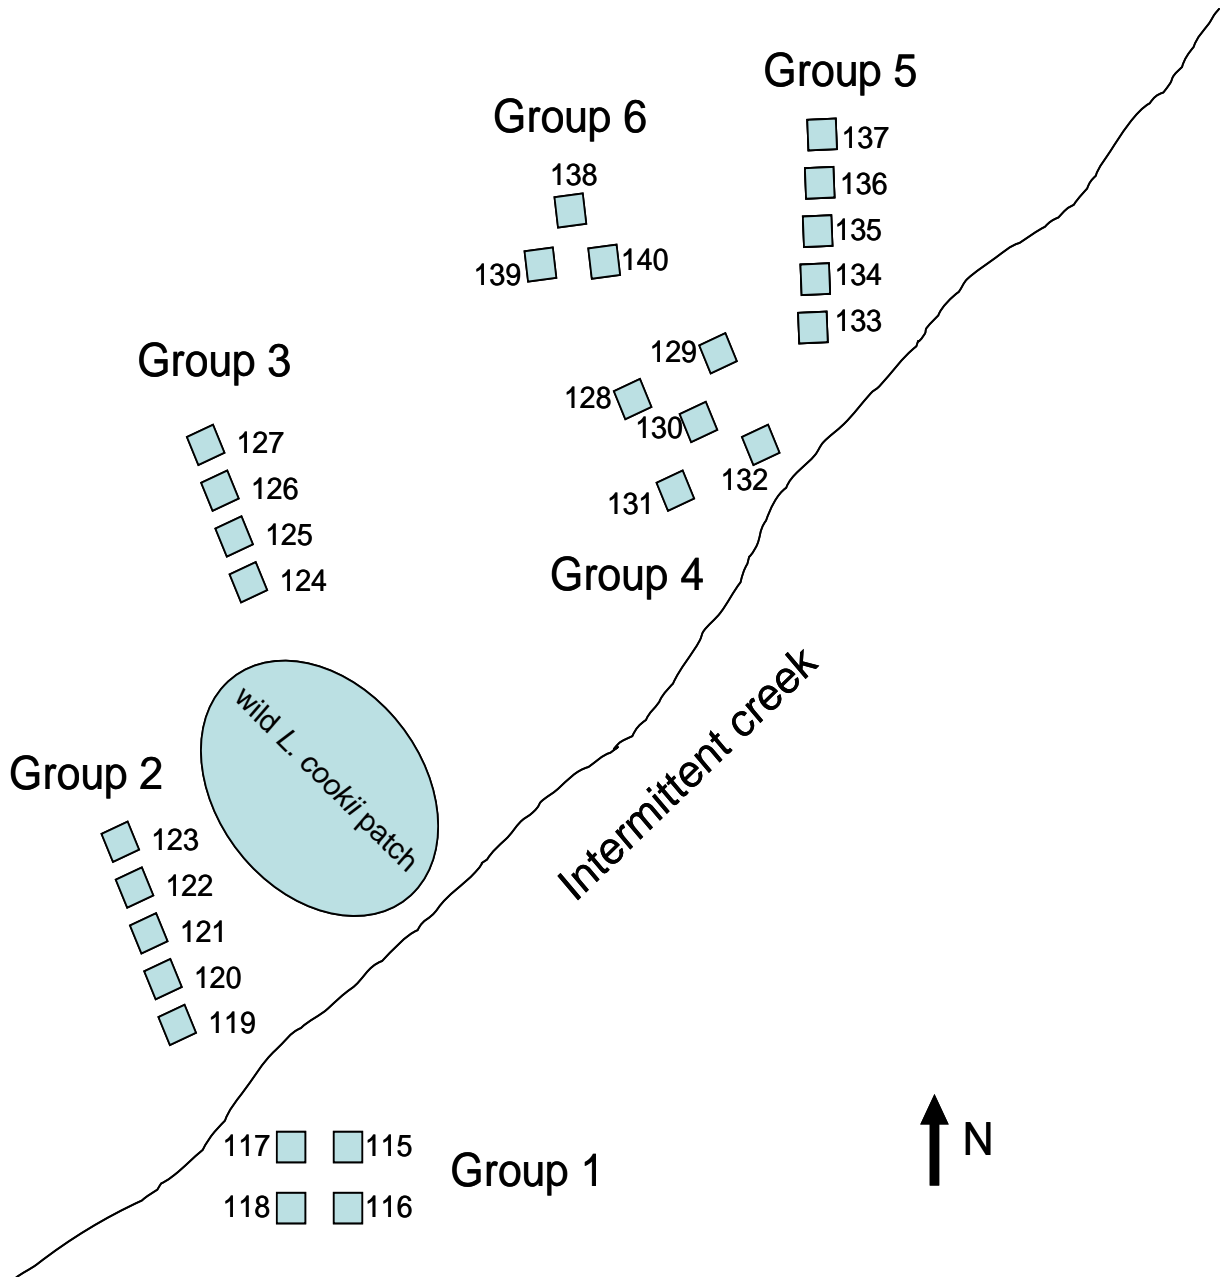 Group 5
137
Group 6
136
138
135
140
139
134
133
129
Group 3
128
130
127
132
126
131
125
Group 4
124
Intermittent creek
wild L. cookii patch
Group 2
123
122
121
120
119
N
117
115
Group 1
118
116